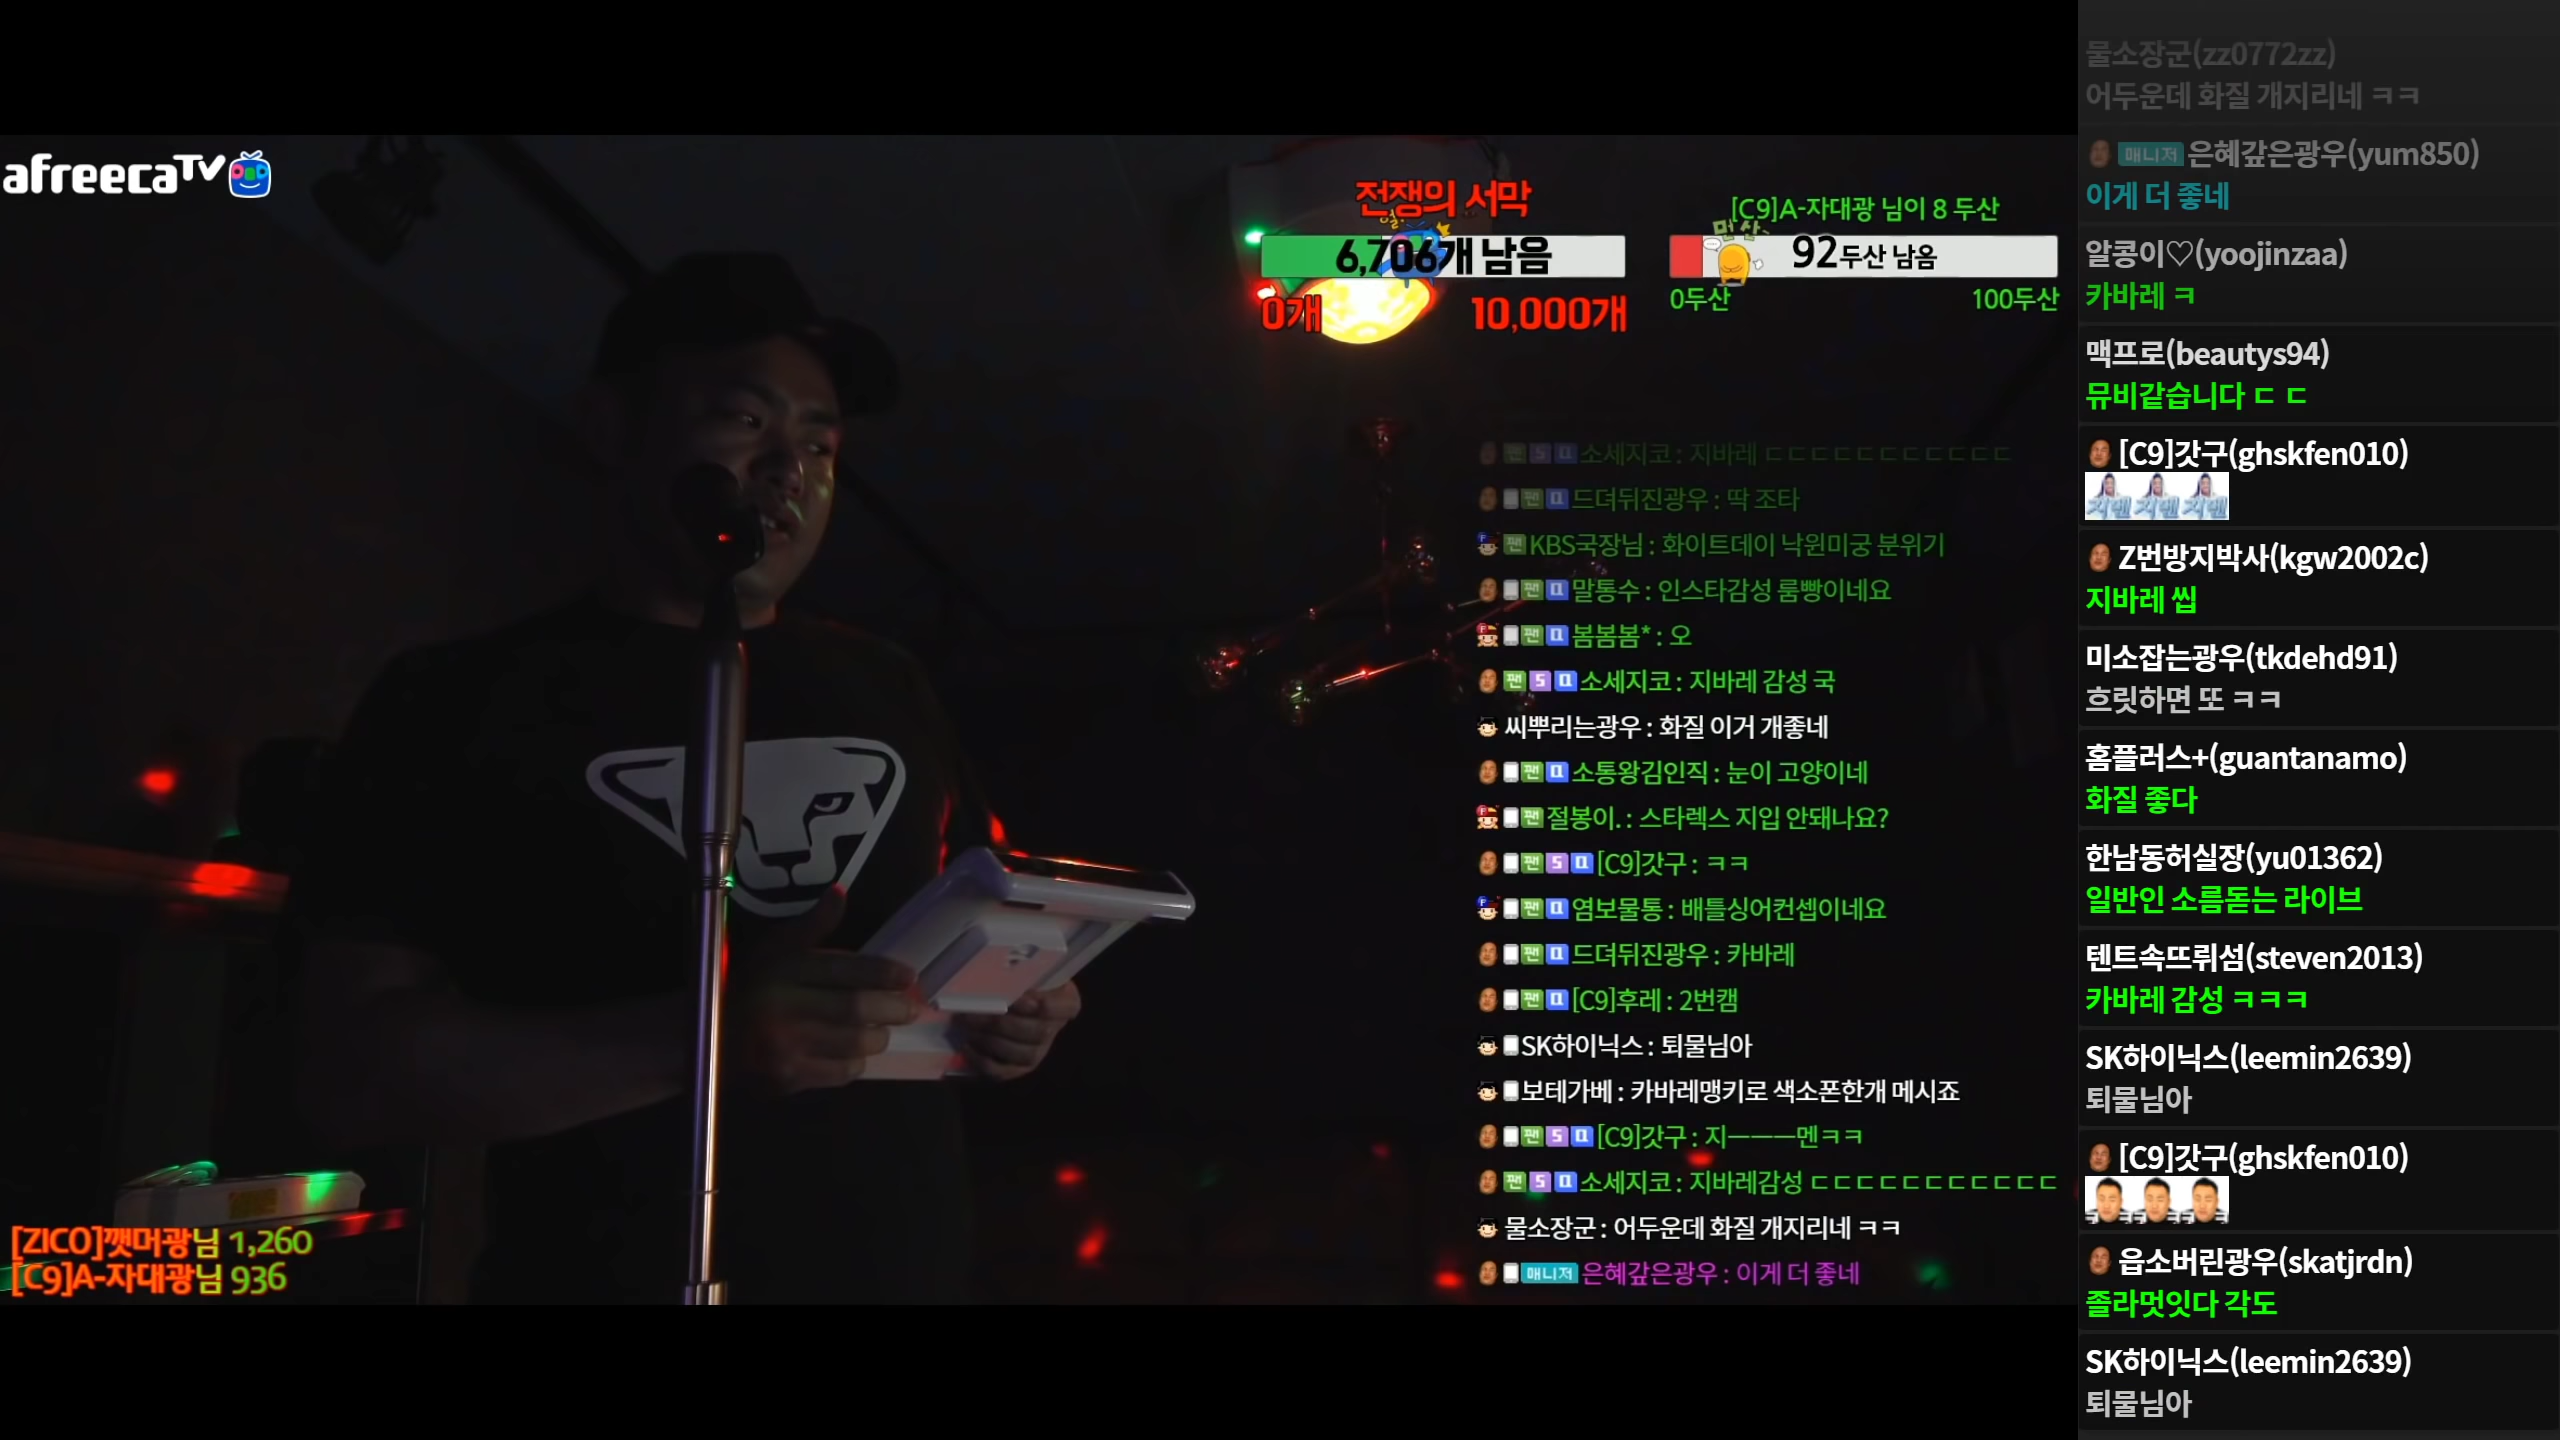 afreecaTV
전쟁의 서막
6,706개 남음
0개
10,000개
[C9]A-자대광 님이 8 두산
92두산 남음
0두산
100두산
소세지코 : 지바레 ㄷㄷㄷㄷㄷㄷㄷㄷㄷㄷㄷ
드뎌뒤진광우 : 딱 조타
KBS국장님 : 화이트데이 낙원미궁 분위기
말통수 : 인스타감성 룸빵이네요
봄봄봄* : 오
소세지코 : 지바레 감성 국
씨뿌리는광우 : 화질 이거 개좋네
소통왕김인직 : 눈이 고양이네
절봉이. : 스타렉스 지입 안돼나요?
[C9]갓구 : ㅋㅋ
염보물통 : 배틀싱어컨셉이네요
드뎌뒤진광우 : 카바레
[C9]후레 : 2번캠
SK하이닉스 : 퇴물님아
보테가베 : 카바레맹키로 색소폰한개 메시죠
[C9]갓구 : 지ㅡㅡㅡ멘ㅋㅋ
소세지코 : 지바레감성 ㄷㄷㄷㄷㄷㄷㄷㄷㄷㄷㄷ
물소장군 : 어두운데 화질 개지리네 ㅋㅋ
매니저 은혜갚은광우 : 이게 더 좋네
[ZICO]깻머광님 1,260
[C9]A-자대광님 936
물소장군(zz0772zz)
어두운데 화질 개지리네 ㅋㅋ
매니저 은혜갚은광우(yum850)
이게 더 좋네
알콩이♡(yoojinzaa)
카바레 ㅋ
맥프로(beautys94)
뮤비같습니다 ㄷ ㄷ
[C9]갓구(ghskfen010)
지멘 지멘 지멘
Z번방지박사(kgw2002c)
지바레 씹
미소잡는광우(tkdehd91)
흐릿하면 또 ㅋㅋ
홈플러스+(guantanamo)
화질 좋다
한남동허실장(yu01362)
일반인 소름돋는 라이브
텐트속뜨뤼섬(steven2013)
카바레 감성 ㅋㅋㅋ
SK하이닉스(leemin2639)
퇴물님아
[C9]갓구(ghskfen010)
읍소버린광우(skatjrdn)
졸라멋잇다 각도
SK하이닉스(leemin2639)
퇴물님아